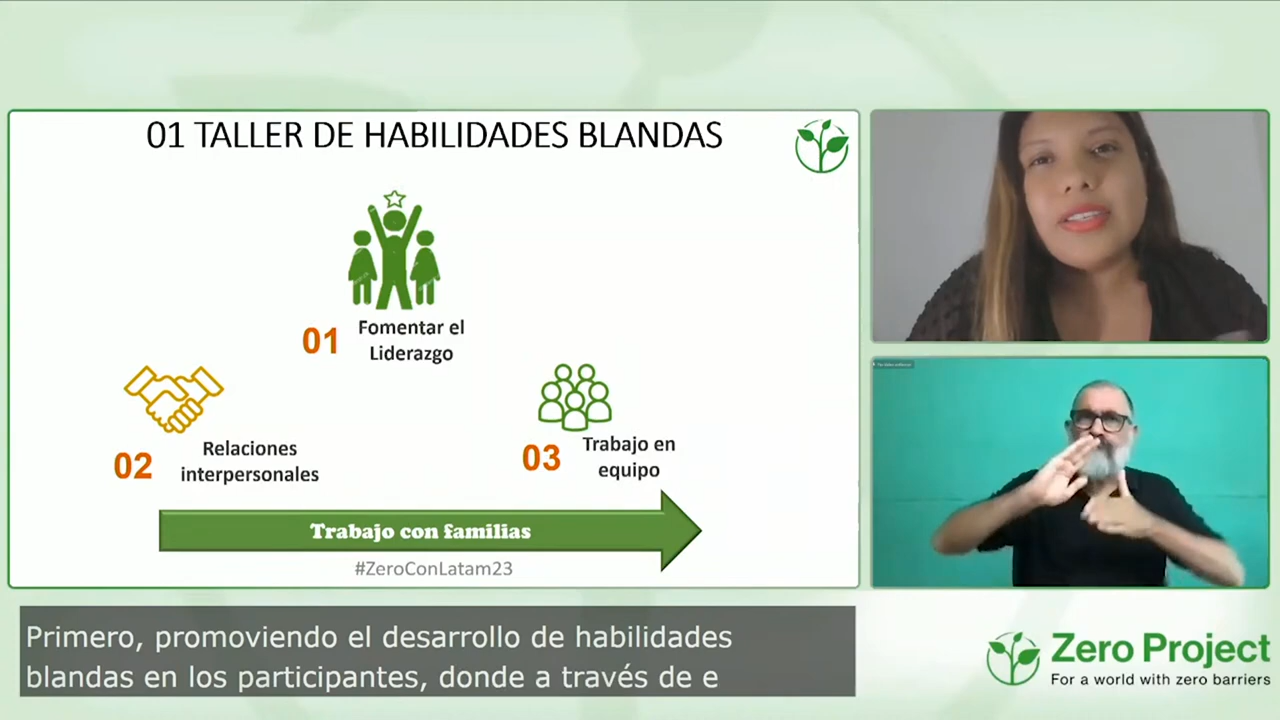 01 TALLER DE HABILIDADES BLANDAS
01
Fomentar el
Liderazgo
02
Relaciones
interpersonales
03
Trabajo en
equipo
Trabajo con familias
#ZeroConLatam23
Primero, promoviendo el desarrollo de habilidades
blandas en los participantes, donde a través de e
Zero Project
For a world with zero barriers